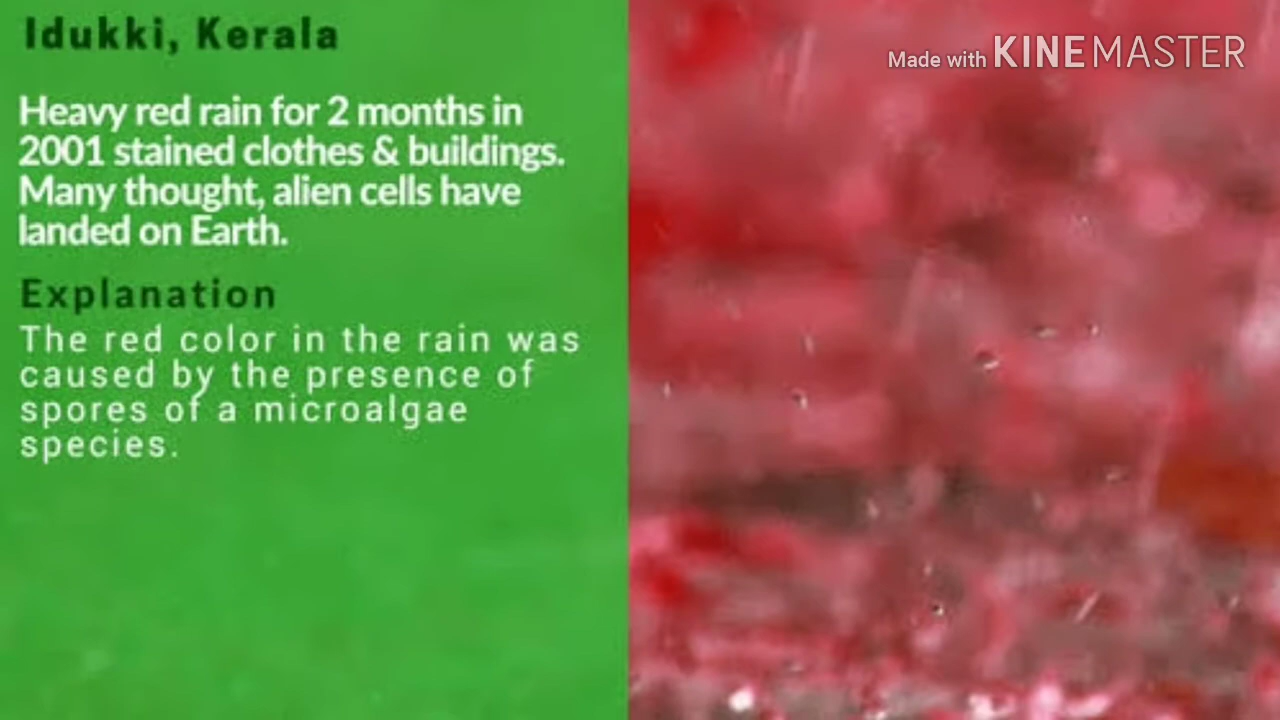 Idukki, Kerala
Made with KINEMASTER
Heavy red rain for 2 months in
2001 stained clothes & buildings.
Many thought, alien cells have
landed on Earth.
Explanation
The red color in the rain was
caused by the presence of
spores of a microalgae
species.